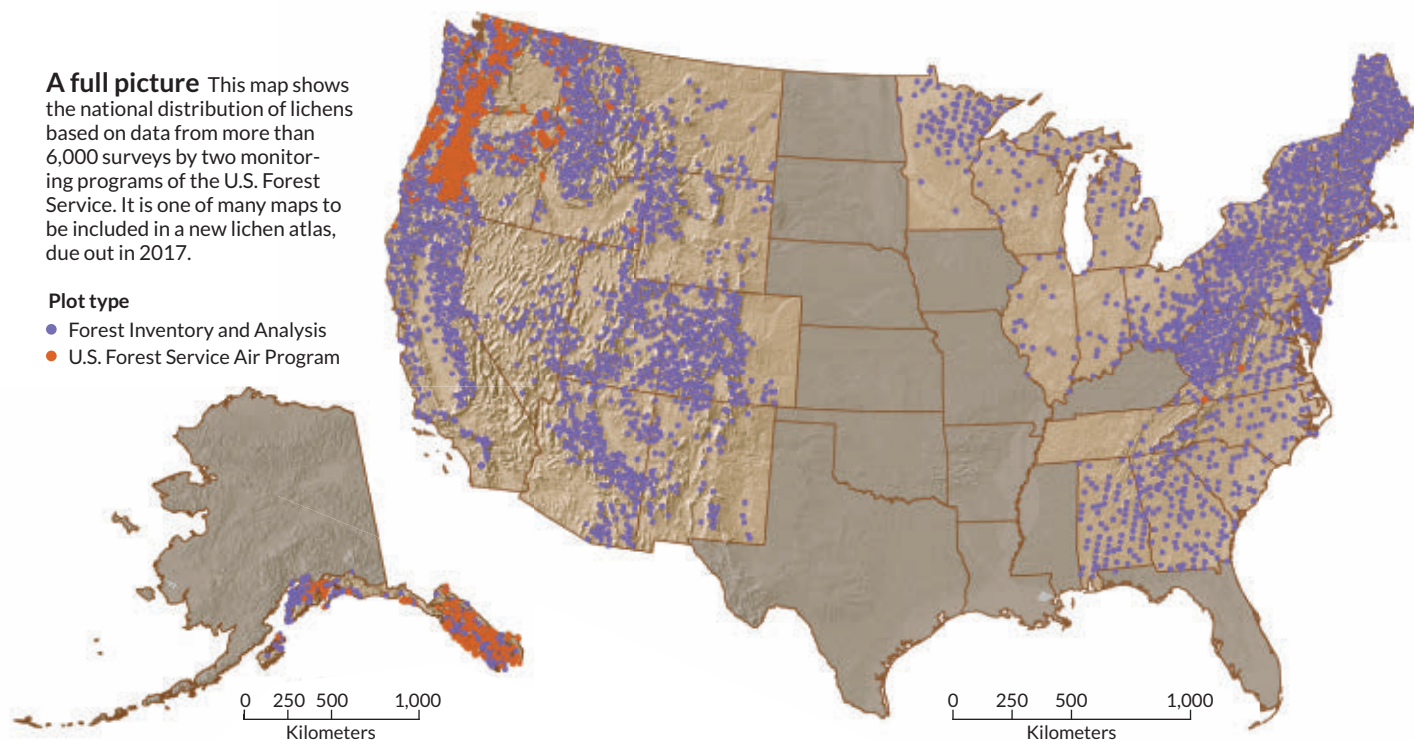 A full picture This map shows
the national distribution of lichens
based on data from more than
6,000 surveys by two monitor-
ing programs of the U.S. Forest
Service. It is one of many maps to
be included in a new lichen atlas,
due out in 2017.
Plot type
Forest Inventory and Analysis
U.S. Forest Service Air Program
0 250 500 1,000
Kilometers
0 250 500 1,000
Kilometers